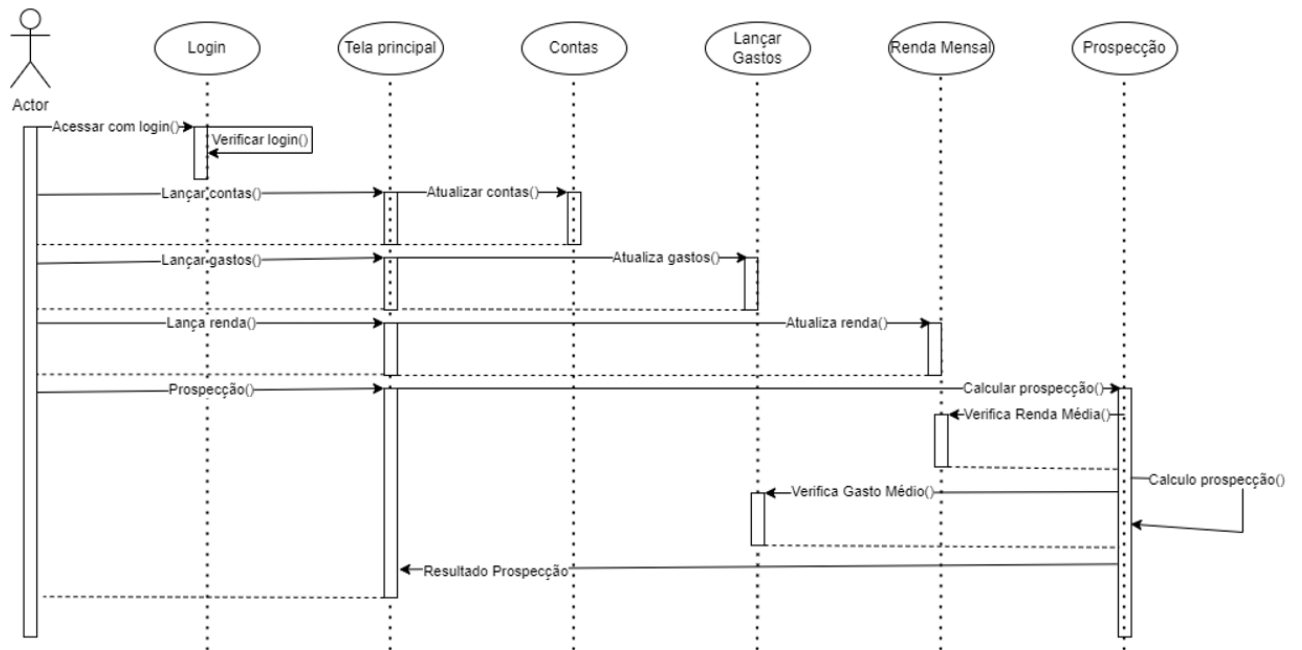 Login
Tela principal
Contas
Lançar
Gastos
Renda Mensal
Prospecção
Actor
Acessar com login()
Verificar login()
Lançar contas()
Atualizar contas()
Lançar gastos()
Atualiza gastos()
Lança renda()
Atualiza renda()
Prospecção()
Calcular prospecção()
Verifica Renda Média()
Calculo prospecção()
Verifica Gasto Médio()
Resultado Prospecção